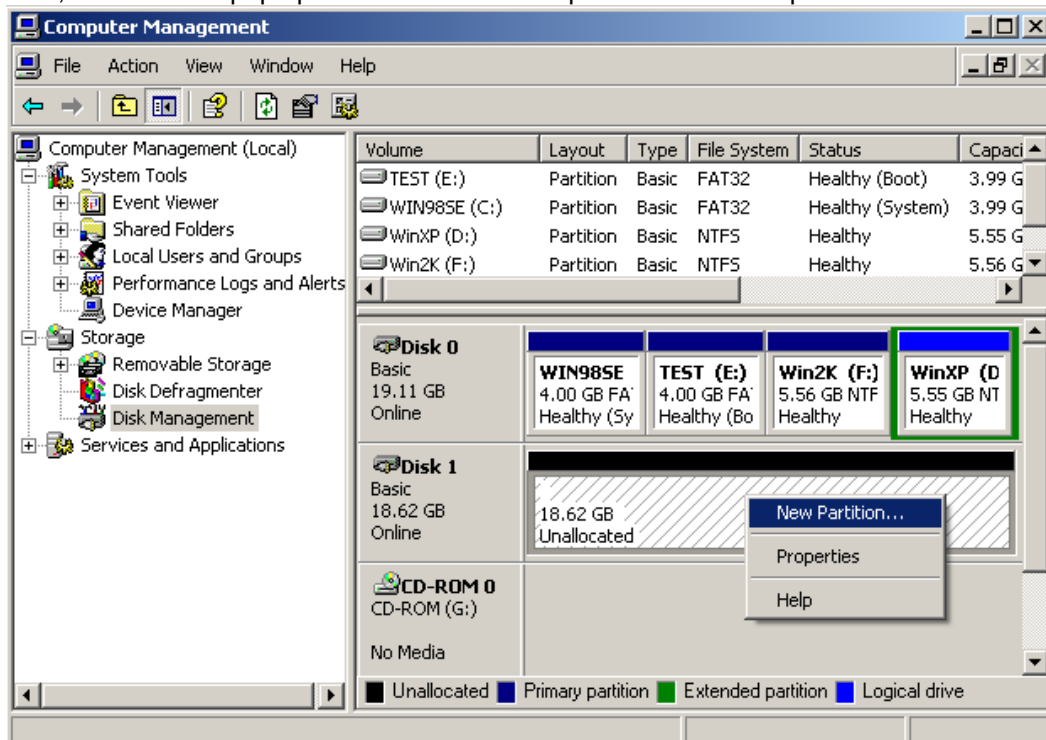 Computer Management
File Action View Window Help
Computer Management (Local)
System Tools
Event Viewer
Shared Folders
Local Users and Groups
Performance Logs and Alerts
Device Manager
Storage
Removable Storage
Disk Defragmenter
Disk Management
Services and Applications
Volume Layout Type File System Status Capaci
TEST (E:) Partition Basic FAT32 Healthy (Boot) 3.99 G
WIN98SE (C:) Partition Basic FAT32 Healthy (System) 3.99 G
WinXP (D:) Partition Basic NTFS Healthy 5.55 G
Win2K (F:) Partition Basic NTFS Healthy 5.56 G
Disk 0
Basic
19.11 GB
Online
WIN98SE
4.00 GB FA
Healthy (Sy
TEST (E:)
4.00 GB FA
Healthy (Bo
Win2K (F:)
5.56 GB NTF
Healthy
WinXP (D
5.55 GB NT
Healthy
Disk 1
Basic
18.62 GB
Online
18.62 GB
Unallocated
New Partition...
Properties
Help
CD-ROM 0
CD-ROM (G:)
No Media
Unallocated Primary partition Extended partition Logical drive